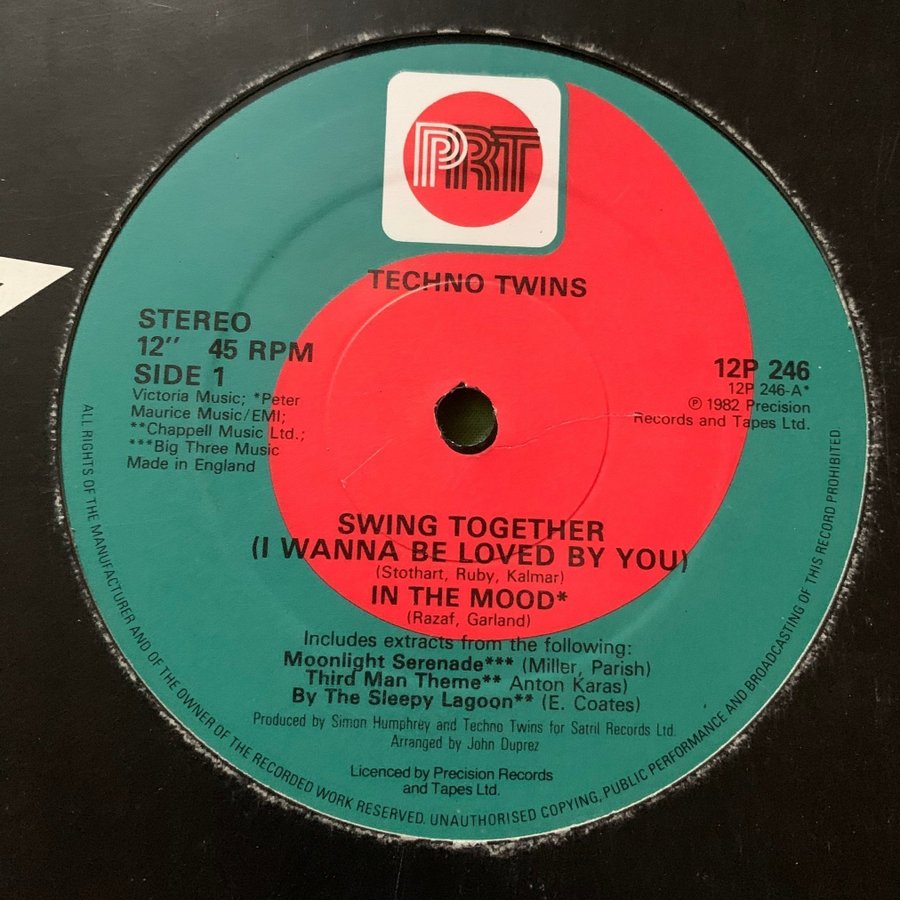 PRT
TECHNO TWINS
STEREO
12" 45 RPM
SIDE 1
Victoria Music; *Peter
Maurice Music/EMI;
**Chappell Music Ltd.;
***Big Three Music
Made in England
12P 246
12P 246-A*
℗ 1982 Precision
Records and Tapes Ltd.
SWING TOGETHER
(I WANNA BE LOVED BY YOU)
(Stothart, Ruby, Kalmar)
IN THE MOOD*
(Razaf, Garland)
Includes extracts from the following:
Moonlight Serenade*** (Miller, Parish)
Third Man Theme** Anton Karas)
By The Sleepy Lagoon** (E. Coates)
Produced by Simon Humphrey and Techno Twins for Satril Records Ltd.
Arranged by John Duprez
Licenced by Precision Records
and Tapes Ltd.
ALL RIGHTS OF THE MANUFACTURER AND OF THE OWNER OF THE RECORDED WORK RESERVED. UNAUTHORISED COPYING, PUBLIC PERFORMANCE AND BROADCASTING OF THIS RECORD PROHIBITED